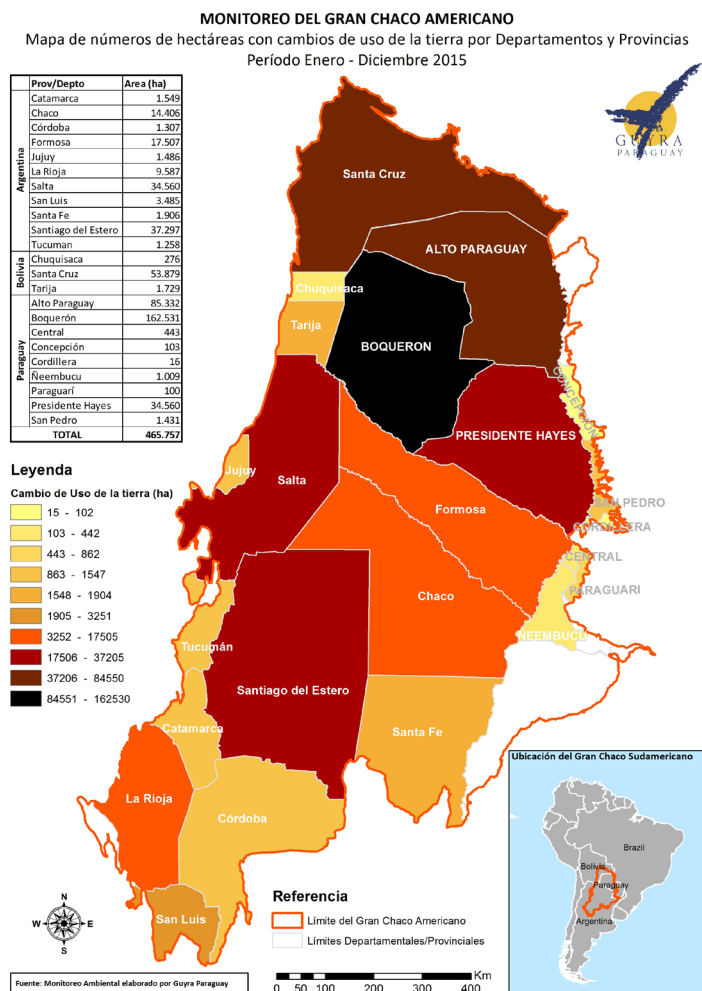 MONITOREO DEL GRAN CHACO AMERICANO
Mapa de números de hectáreas con cambios de uso de la tierra por Departamentos y Provincias
Período Enero - Diciembre 2015
Prov/Depto Area (ha)
Argentina
Catamarca 1.549
Chaco 14.406
Córdoba 1.307
Formosa 17.507
Jujuy 1.486
La Rioja 9.587
Salta 34.560
San Luis 3.485
Santa Fe 1.906
Santiago del Estero 37.297
Tucuman 1.258
Bolivia
Chuquisaca 276
Santa Cruz 53.879
Tarija 1.729
Paraguay
Alto Paraguay 85.332
Boquerón 162.531
Central 443
Concepción 103
Cordillera 16
Ñeembucu 1.009
Paraguarí 100
Presidente Hayes 34.560
San Pedro 1.431
TOTAL 465.757
GUYRA
PARAGUAY
Santa Cruz
ALTO PARAGUAY
Chuquisaca
Tarija
BOQUERON
CONCEPCION
PRESIDENTE HAYES
Jujuy
Salta
SAN PEDRO
Formosa
CORDILLERA
CENTRAL
Chaco
PARAGUARI
NEEMBUCU
Tucumán
Santiago del Estero
Catamarca
Santa Fe
La Rioja
Córdoba
San Luis
Leyenda
Cambio de Uso de la tierra (ha)
15 - 102
103 - 442
443 - 862
863 - 1547
1548 - 1904
1905 - 3251
3252 - 17505
17506 - 37205
37206 - 84550
84551 - 162530
Ubicación del Gran Chaco Sudamericano
Brazil
Bolivia
Paraguay
Argentina
N
W E
S
Referencia
Límite del Gran Chaco Americano
Límites Departamentales/Provinciales
Km
0 50 100 200 300 400
Fuente: Monitoreo Ambiental elaborado por Guyra Paraguay